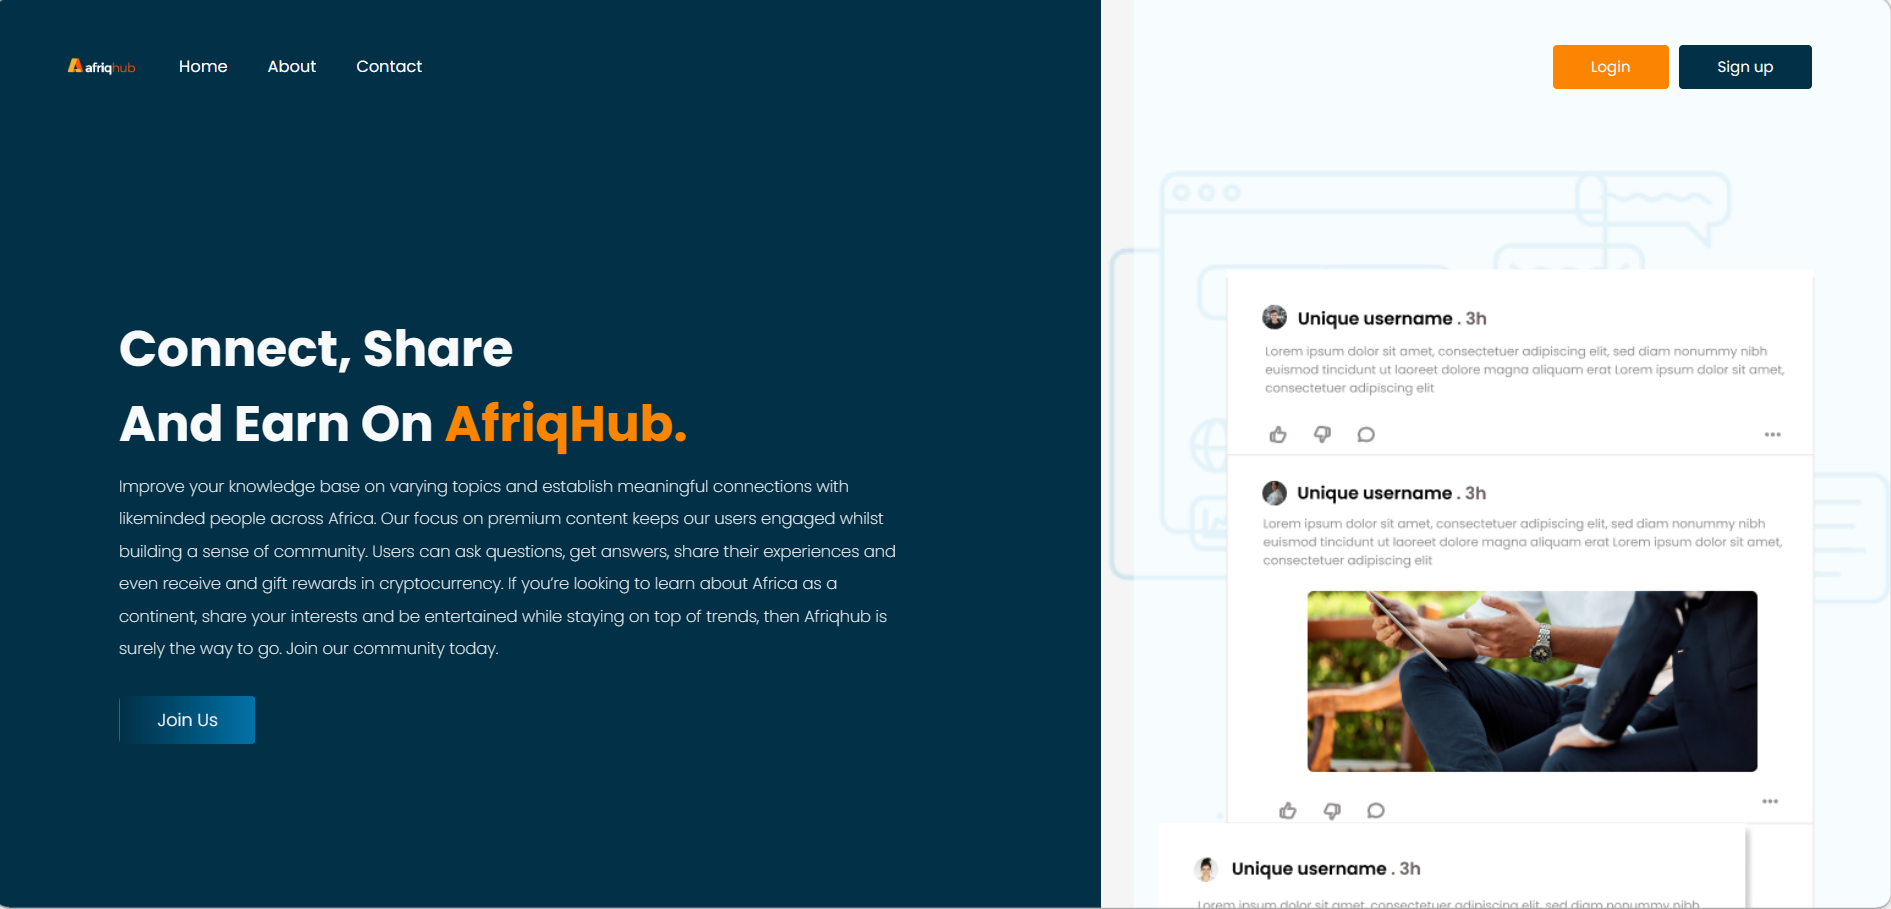 afriqhub Home About Contact Login Sign up
Connect, Share
And Earn On AfriqHub.
Improve your knowledge base on varying topics and establish meaningful connections with
likeminded people across Africa. Our focus on premium content keeps our users engaged whilst
building a sense of community. Users can ask questions, get answers, share their experiences and
even receive and gift rewards in cryptocurrency. If you’re looking to learn about Africa as a
continent, share your interests and be entertained while staying on top of trends, then Afriqhub is
surely the way to go. Join our community today.
Join Us
Unique username . 3h
Lorem ipsum dolor sit amet, consectetuer adipiscing elit, sed diam nonummy nibh
euismod tincidunt ut laoreet dolore magna aliquam erat Lorem ipsum dolor sit amet,
consectetuer adipiscing elit
Unique username . 3h
Lorem ipsum dolor sit amet, consectetuer adipiscing elit, sed diam nonummy nibh
euismod tincidunt ut laoreet dolore magna aliquam erat Lorem ipsum dolor sit amet,
consectetuer adipiscing elit
Unique username . 3h
Lorem ipsum dolor sit amet, consectetuer adipiscing elit, sed diam nonummy nibh